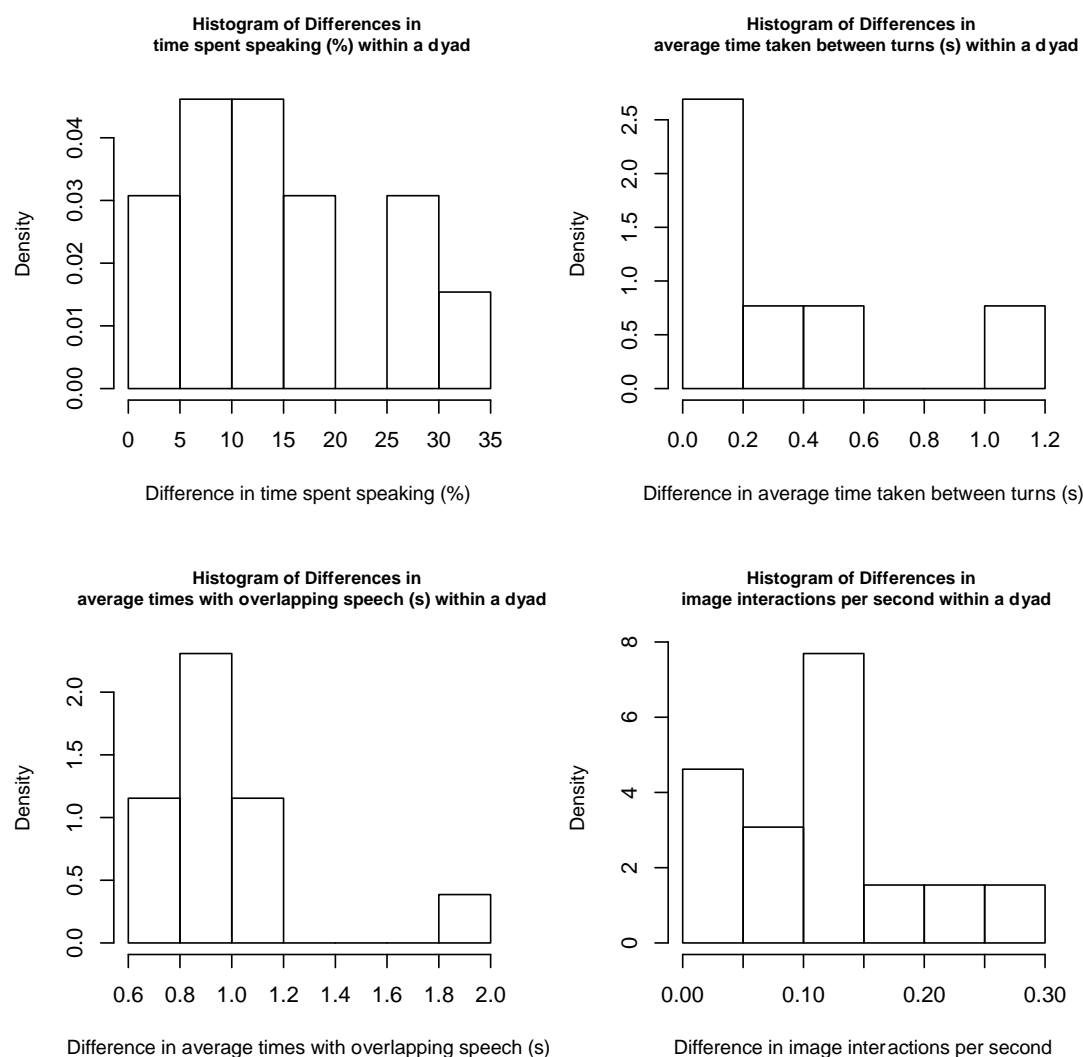 Histogram of Differences in
time spent speaking (%) within a dyad
Density
0.00 0.01 0.02 0.03 0.04
0 5 10 15 20 25 30 35
Difference in time spent speaking (%)
Histogram of Differences in
average time taken between turns (s) within a dyad
Density
0.0 0.5 1.0 1.5 2.0 2.5
0.0 0.2 0.4 0.6 0.8 1.0 1.2
Difference in average time taken between turns (s)
Histogram of Differences in
average times with overlapping speech (s) within a dyad
Density
0.0 0.5 1.0 1.5 2.0
0.6 0.8 1.0 1.2 1.4 1.6 1.8 2.0
Difference in average times with overlapping speech (s)
Histogram of Differences in
image interactions per second within a dyad
Density
0 2 4 6 8
0.00 0.10 0.20 0.30
Difference in image interactions per second